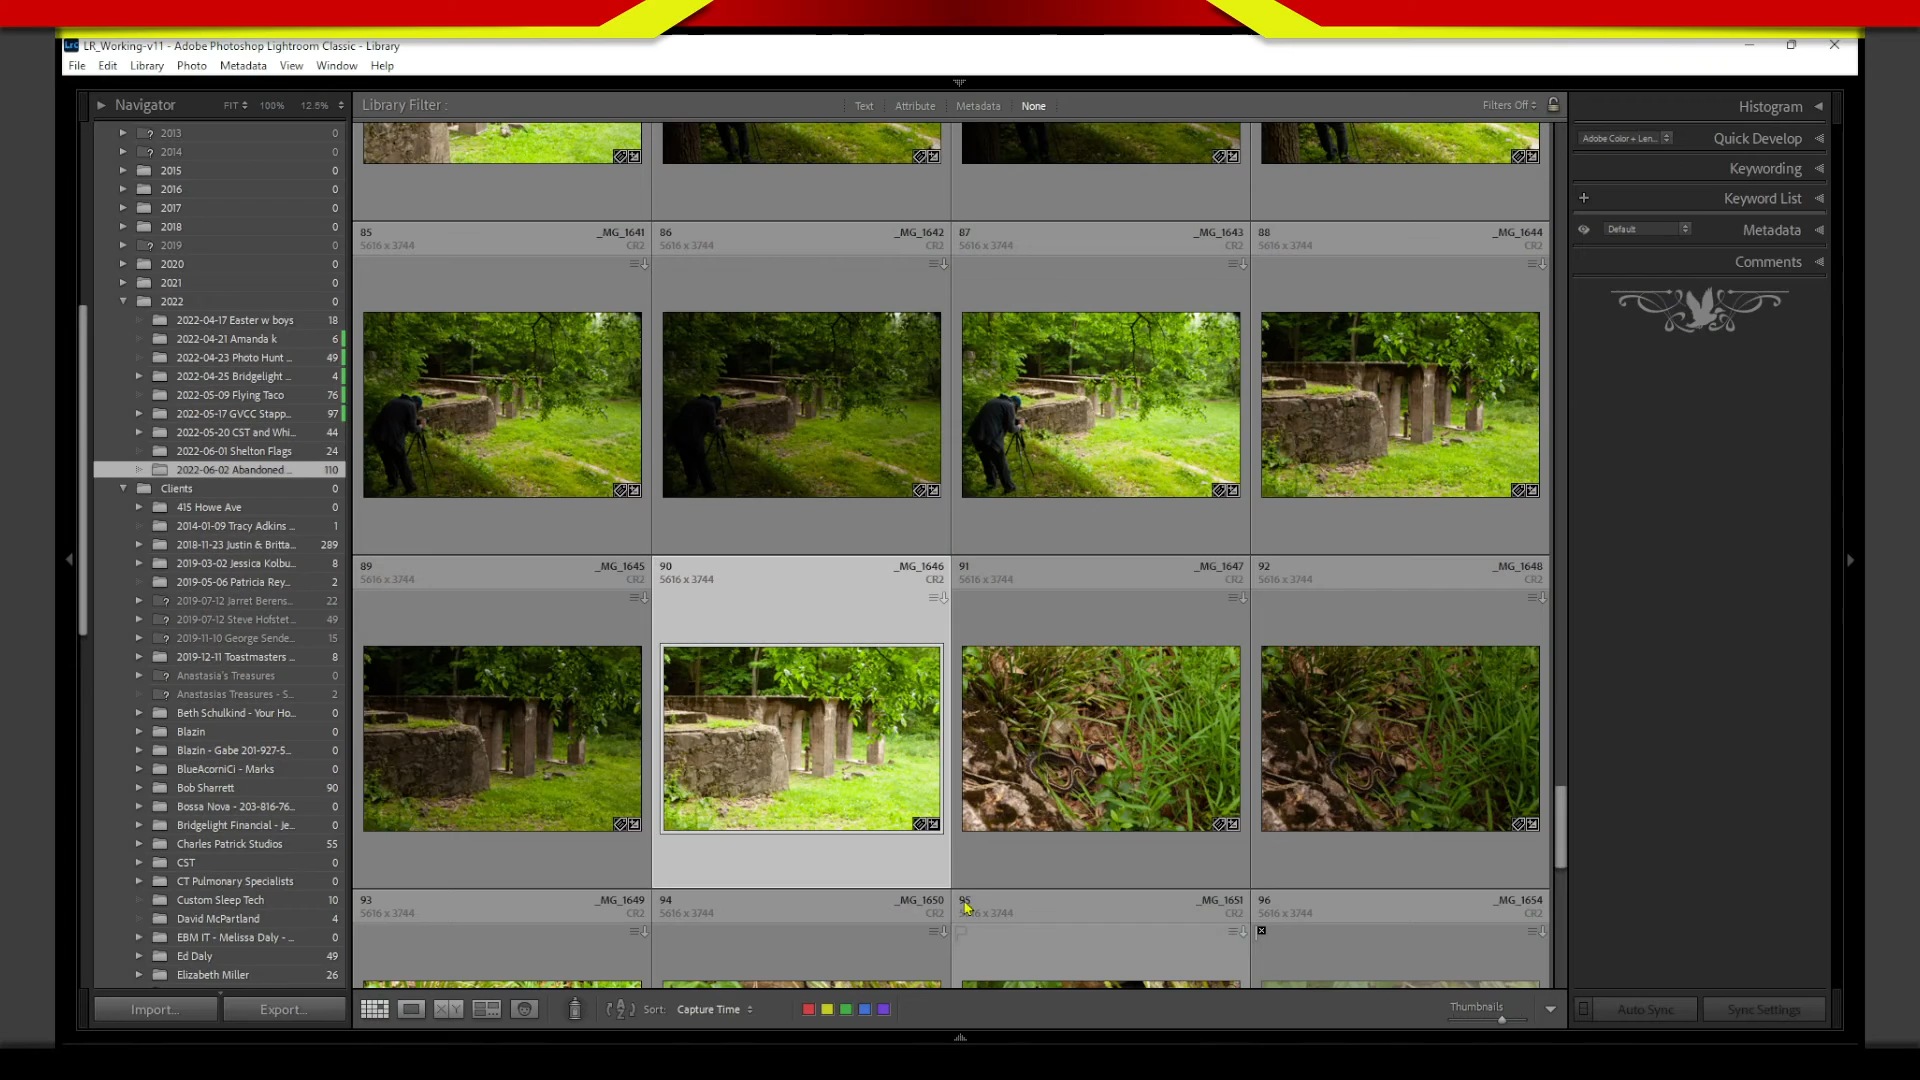 LR_Working-v11 - Adobe Photoshop Lightroom Classic - Library
File Edit Library Photo Metadata View Window Help
Navigator FIT 100% 12.5%
Library Filter : Text Attribute Metadata None Filters Off
Histogram
Adobe Color + Len... Quick Develop
Keywording
Keyword List
Default Metadata
Comments
2013 0
2014 0
2015 0
2016 0
2017 0
2018 0
2019 0
2020 0
2021 0
2022 0
2022-04-17 Easter w boys 18
2022-04-21 Amanda k 6
2022-04-23 Photo Hunt ... 49
2022-04-25 Bridgelight ... 4
2022-05-09 Flying Taco 76
2022-05-17 GVCC Stapp... 97
2022-05-20 CST and Whi... 44
2022-06-01 Shelton Flags 24
2022-06-02 Abandoned ... 110
Clients 0
415 Howe Ave 0
2014-01-09 Tracy Adkins ... 1
2018-11-23 Justin & Britta... 289
2019-03-02 Jessica Kolbu... 8
2019-05-06 Patricia Rey... 2
2019-07-12 Jarret Berens... 22
2019-07-12 Steve Hofstet... 49
2019-11-10 George Sende... 15
2019-12-11 Toastmasters ... 8
Anastasia's Treasures 0
Anastasias Treasures - S... 2
Beth Schulkind - Your Ho... 0
Blazin 0
Blazin - Gabe 201-927-5... 0
BlueAcorniCi - Marks 0
Bob Sharrett 90
Bossa Nova - 203-816-76... 0
Bridgelight Financial - Je... 0
Charles Patrick Studios 55
CST 0
CT Pulmonary Specialists 0
Custom Sleep Tech 10
David McPartland 4
EBM IT - Melissa Daly - ... 0
Ed Daly 49
Elizabeth Miller 26
85 _MG_1641
5616 x 3744 CR2
86 _MG_1642
5616 x 3744 CR2
87 _MG_1643
5616 x 3744 CR2
88 _MG_1644
5616 x 3744 CR2
89 _MG_1645
5616 x 3744 CR2
90 _MG_1646
5616 x 3744 CR2
91 _MG_1647
5616 x 3744 CR2
92 _MG_1648
5616 x 3744 CR2
93 _MG_1649
5616 x 3744 CR2
94 _MG_1650
5616 x 3744 CR2
95 _MG_1651
5616 x 3744 CR2
96 _MG_1654
5616 x 3744 CR2
Import... Export... Sort: Capture Time Thumbnails Auto Sync Sync Settings